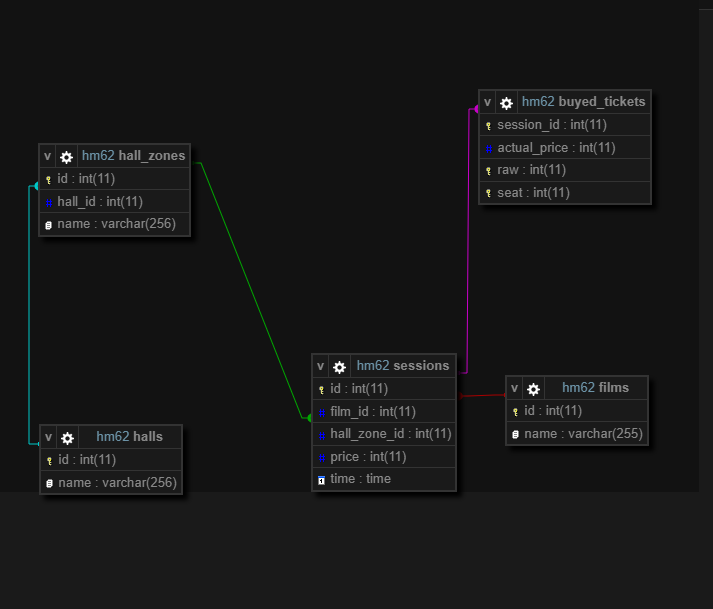 v hm62 buyed_tickets
session_id : int(11)
actual_price : int(11)
raw : int(11)
seat : int(11)
v hm62 hall_zones
id : int(11)
hall_id : int(11)
name : varchar(256)
v hm62 sessions
id : int(11)
film_id : int(11)
hall_zone_id : int(11)
price : int(11)
time : time
v hm62 films
id : int(11)
name : varchar(255)
v hm62 halls
id : int(11)
name : varchar(256)